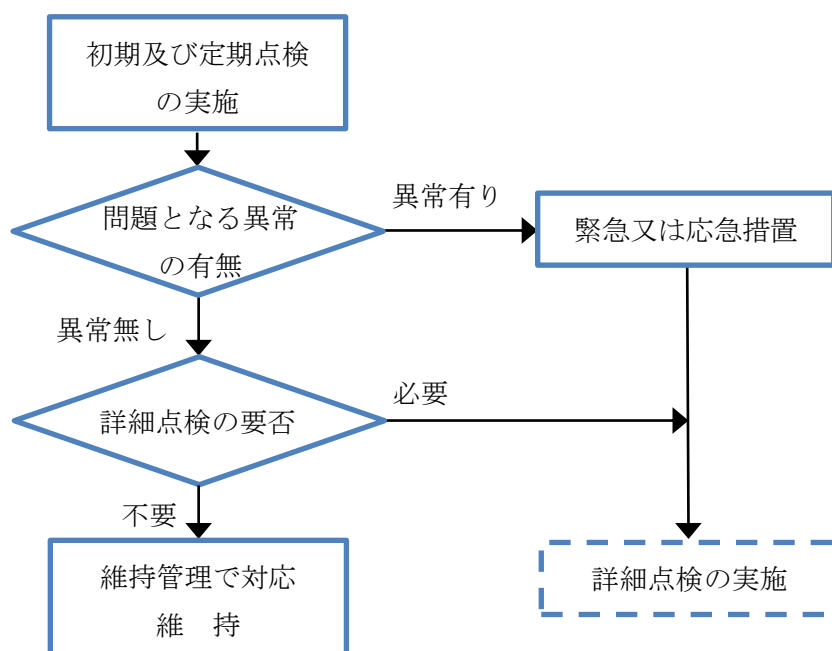 初期及び定期点検
の実施
問題となる異常
の有無
異常有り
緊急又は応急措置
異常無し
詳細点検の要否
必要
不要
維持管理で対応
維　持
詳細点検の実施